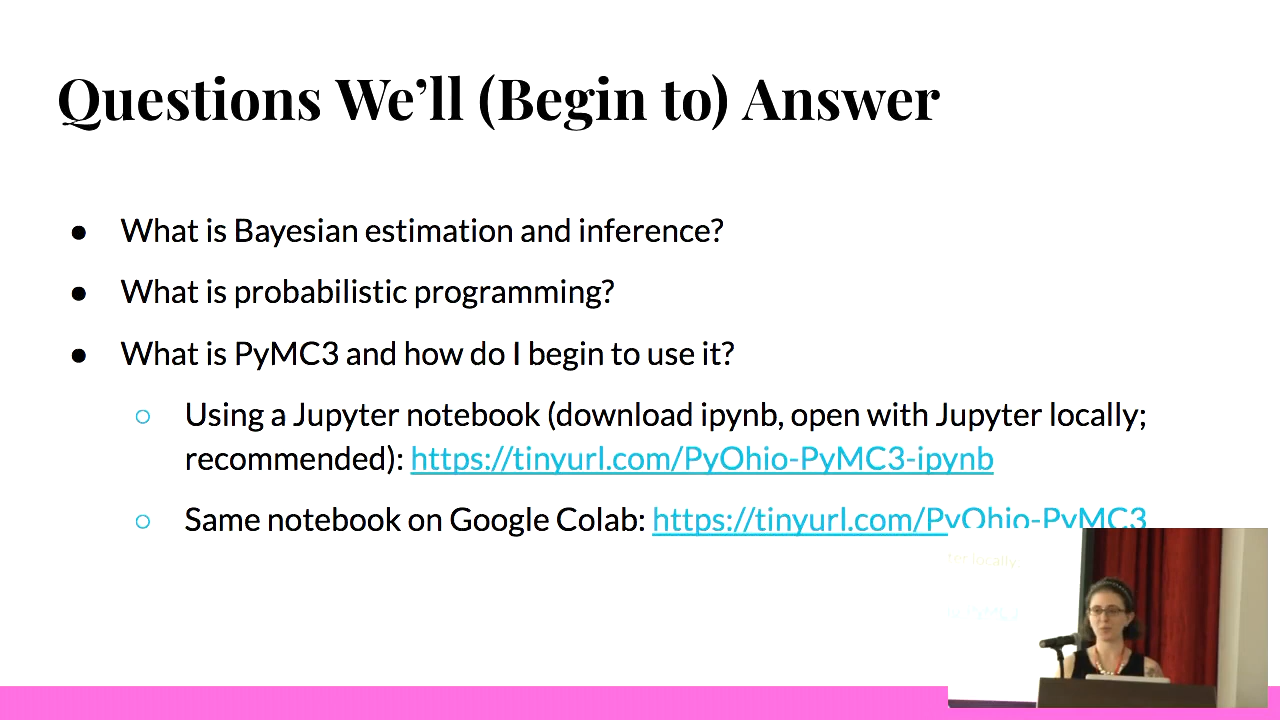 Questions We’ll (Begin to) Answer
● What is Bayesian estimation and inference?
● What is probabilistic programming?
● What is PyMC3 and how do I begin to use it?
○ Using a Jupyter notebook (download ipynb, open with Jupyter locally;
recommended): https://tinyurl.com/PyOhio-PyMC3-ipynb
○ Same notebook on Google Colab: https://tinyurl.com/PyOhio-PyMC3
locally;